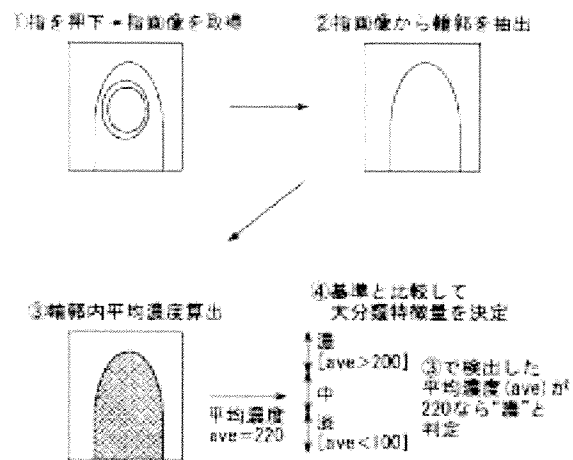 ①指を押下→指画像を取得
②指画像から輪郭を抽出
③輪郭内平均濃度算出
平均濃度
ave=220
④基準と比較して
大分類特徴量を決定
濃
[ave>200]
中
淡
[ave<100]
③で検出した
平均濃度(ave)が
220なら"濃"と
判定